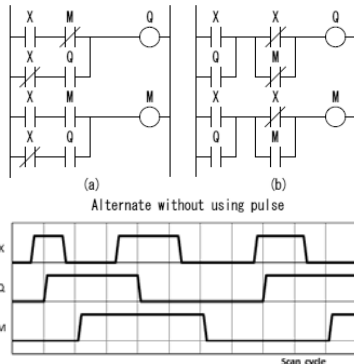 X M Q X X Q
X Q Q M
X M M X X M
X Q Q M
(a) (b)
Alternate without using pulse
X
Q
M
Scan cycle